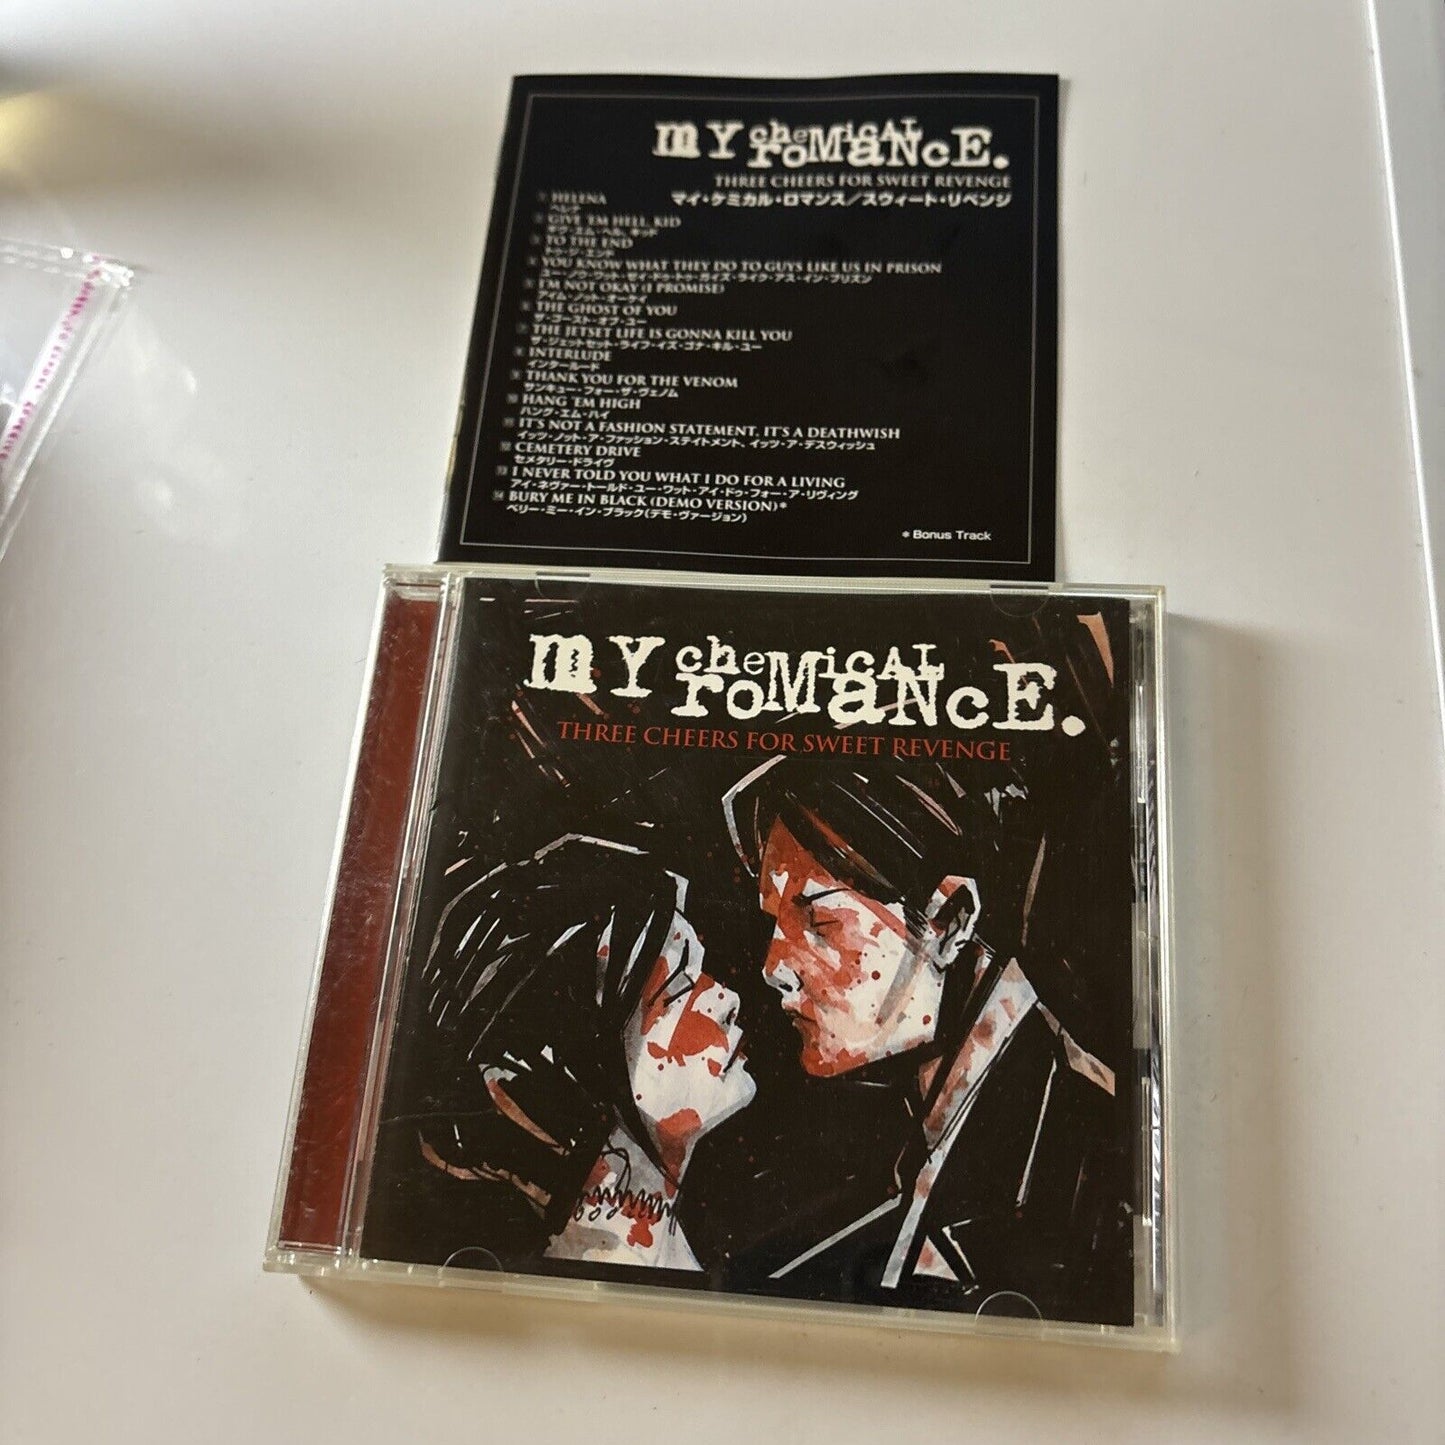 my chemical romance.
THREE CHEERS FOR SWEET REVENGE
マイ・ケミカル・ロマンス／スウィート・リベンジ
1 HELENA
ヘレナ
2 GIVE 'EM HELL, KID
ギヴ・エム・ヘル、キッド
3 TO THE END
トゥ・ジ・エンド
4 YOU KNOW WHAT THEY DO TO GUYS LIKE US IN PRISON
ユー・ノウ・ワット・ゼイ・ドゥ・トゥ・ガイズ・ライク・アス・イン・プリズン
5 I'M NOT OKAY (I PROMISE)
アイム・ノット・オーケイ
6 THE GHOST OF YOU
ザ・ゴースト・オブ・ユー
7 THE JETSET LIFE IS GONNA KILL YOU
ザ・ジェットセット・ライフ・イズ・ゴナ・キル・ユー
8 INTERLUDE
インタールード
9 THANK YOU FOR THE VENOM
サンキュー・フォー・ザ・ヴェノム
10 HANG 'EM HIGH
ハング・エム・ハイ
11 IT'S NOT A FASHION STATEMENT, IT'S A DEATHWISH
イッツ・ノット・ア・ファッション・ステイトメント、イッツ・ア・デスウィッシュ
12 CEMETERY DRIVE
セメタリー・ドライヴ
13 I NEVER TOLD YOU WHAT I DO FOR A LIVING
アイ・ネヴァー・トールド・ユー・ワット・アイ・ドゥ・フォー・ア・リヴィング
14 BURY ME IN BLACK (DEMO VERSION)*
ベリー・ミー・イン・ブラック(デモ・ヴァージョン)
* Bonus Track
my chemical romance.
THREE CHEERS FOR SWEET REVENGE